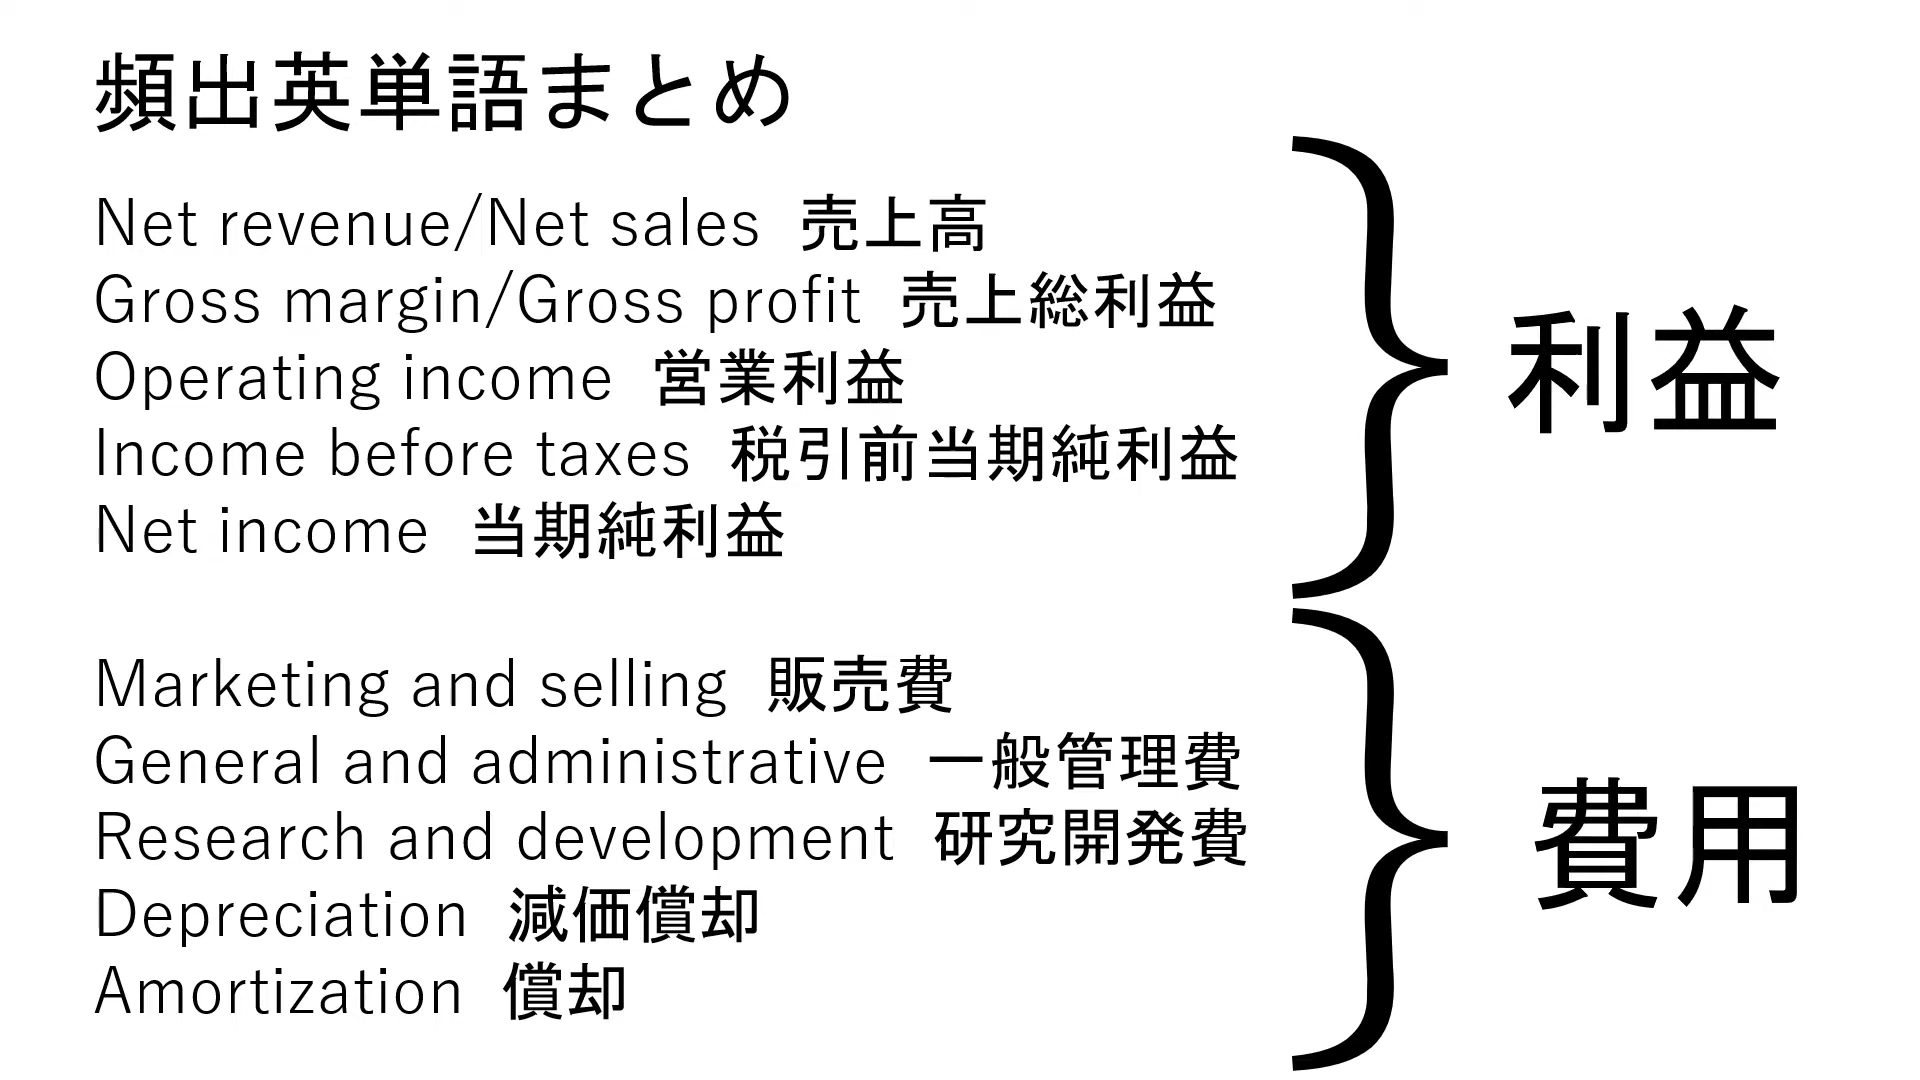 頻出英単語まとめ
Net revenue/Net sales 売上高
Gross margin/Gross profit 売上総利益
Operating income 営業利益
Income before taxes 税引前当期純利益
Net income 当期純利益
利益
Marketing and selling 販売費
General and administrative 一般管理費
Research and development 研究開発費
Depreciation 減価償却
Amortization 償却
費用